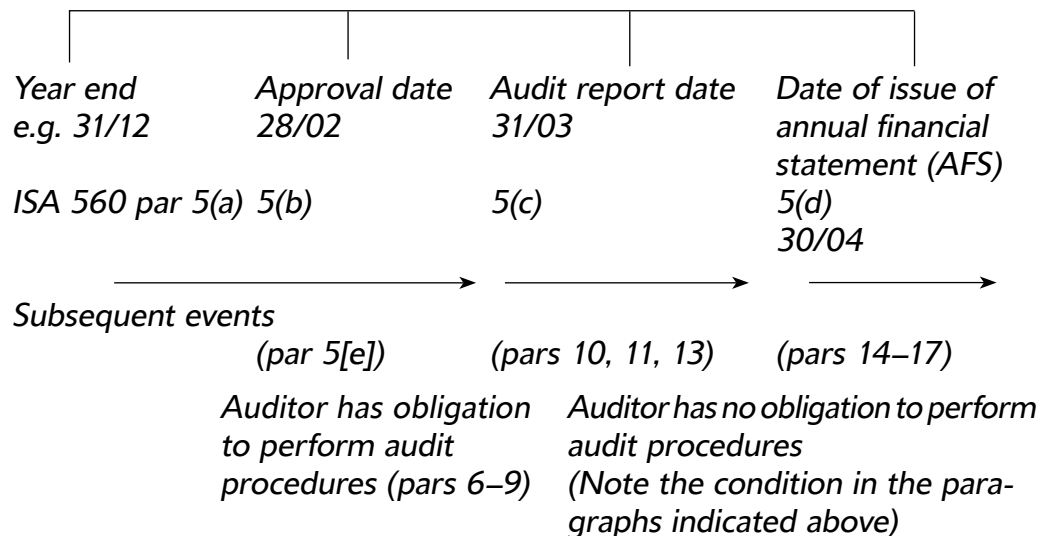 Year end Approval date Audit report date Date of issue of
e.g. 31/12 28/02 31/03 annual financial
statement (AFS)
ISA 560 par 5(a) 5(b) 5(c) 5(d)
30/04
Subsequent events
(par 5[e]) (pars 10, 11, 13) (pars 14–17)
Auditor has obligation Auditor has no obligation to perform
to perform audit audit procedures
procedures (pars 6–9) (Note the condition in the para-
graphs indicated above)